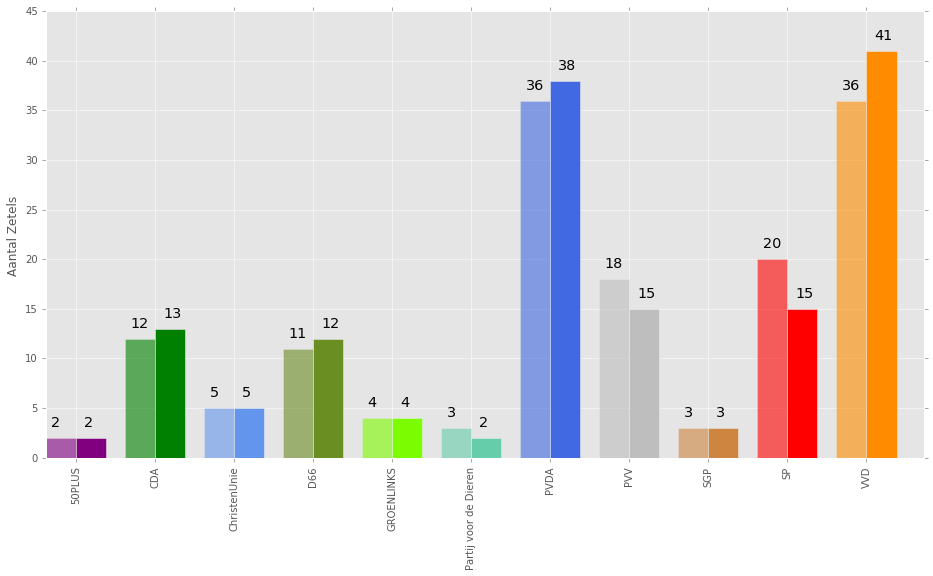 Aantal Zetels
45
40
35
30
25
20
15
10
5
0
2 2
12 13
5 5
11 12
4 4
3 2
36 38
18 15
3 3
20 15
36 41
50PLUS
CDA
ChristenUnie
D66
GROENLINKS
Partij voor de Dieren
PVDA
PVV
SGP
SP
VVD